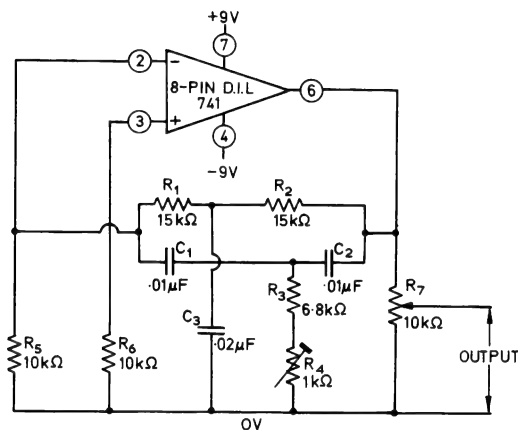 +9V
7
2
-
8-PIN D.I.L
741
6
3
+
4
-9V
R1
15kΩ
R2
15kΩ
C1
.01µF
C2
.01µF
R3
6.8kΩ
R7
10kΩ
C3
.02µF
R5
10kΩ
R6
10kΩ
R4
1kΩ
OUTPUT
0V